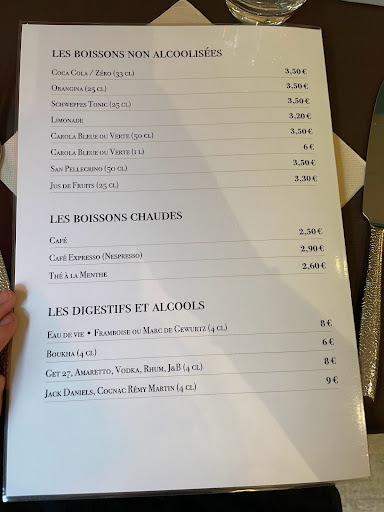 LES BOISSONS NON ALCOOLISÉES
COCA COLA / ZÉRO (33 CL) 3,50 €
ORANGINA (25 CL) 3,50 €
SCHWEPPES TONIC (25 CL) 3,50 €
LIMONADE 3,20 €
CAROLA BLEUE OU VERTE (50 CL) 3,50 €
CAROLA BLEUE OU VERTE (1 L) 6 €
SAN PELLEGRINO (50 CL) 3,50 €
JUS DE FRUITS (25 CL) 3,30 €
LES BOISSONS CHAUDES
CAFÉ 2,50 €
CAFÉ EXPRESSO (NESPRESSO) 2,90 €
THÉ À LA MENTHE 2,60 €
LES DIGESTIFS ET ALCOOLS
EAU DE VIE • FRAMBOISE OU MARC DE GEWURTZ (4 CL) 8 €
BOUKHA (4 CL) 6 €
GET 27, AMARETTO, VODKA, RHUM, J&B (4 CL) 8 €
JACK DANIELS, COGNAC RÉMY MARTIN (4 CL) 9 €